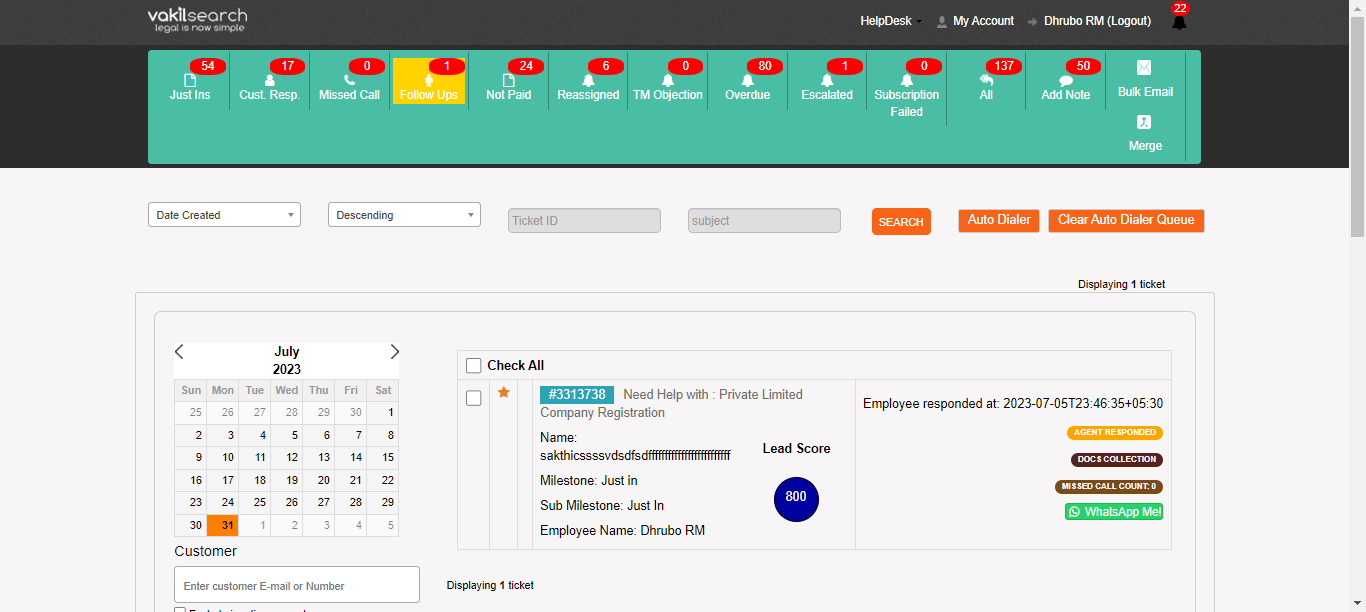 vakilsearch
legal is now simple
HelpDesk
My Account
Dhrubo RM (Logout)
22
54
Just Ins
17
Cust. Resp.
0
Missed Call
1
Follow Ups
24
Not Paid
6
Reassigned
0
TM Objection
80
Overdue
1
Escalated
0
Subscription
Failed
137
All
50
Add Note
Bulk Email
Merge
Date Created
Descending
Ticket ID
subject
SEARCH
Auto Dialer
Clear Auto Dialer Queue
Displaying 1 ticket
July
2023
Sun Mon Tue Wed Thu Fri Sat
25 26 27 28 29 30 1
2 3 4 5 6 7 8
9 10 11 12 13 14 15
16 17 18 19 20 21 22
23 24 25 26 27 28 29
30 31 1 2 3 4 5
Customer
Enter customer E-mail or Number
Check All
#3313738 Need Help with : Private Limited
Company Registration
Name:
Milestone: Just in
Sub Milestone: Just In
Employee Name: Dhrubo RM
Lead Score
800
Employee responded at: 2023-07-05T23:46:35+05:30
AGENT RESPONDED
DOCS COLLECTION
MISSED CALL COUNT: 0
WhatsApp Me!
Displaying 1 ticket